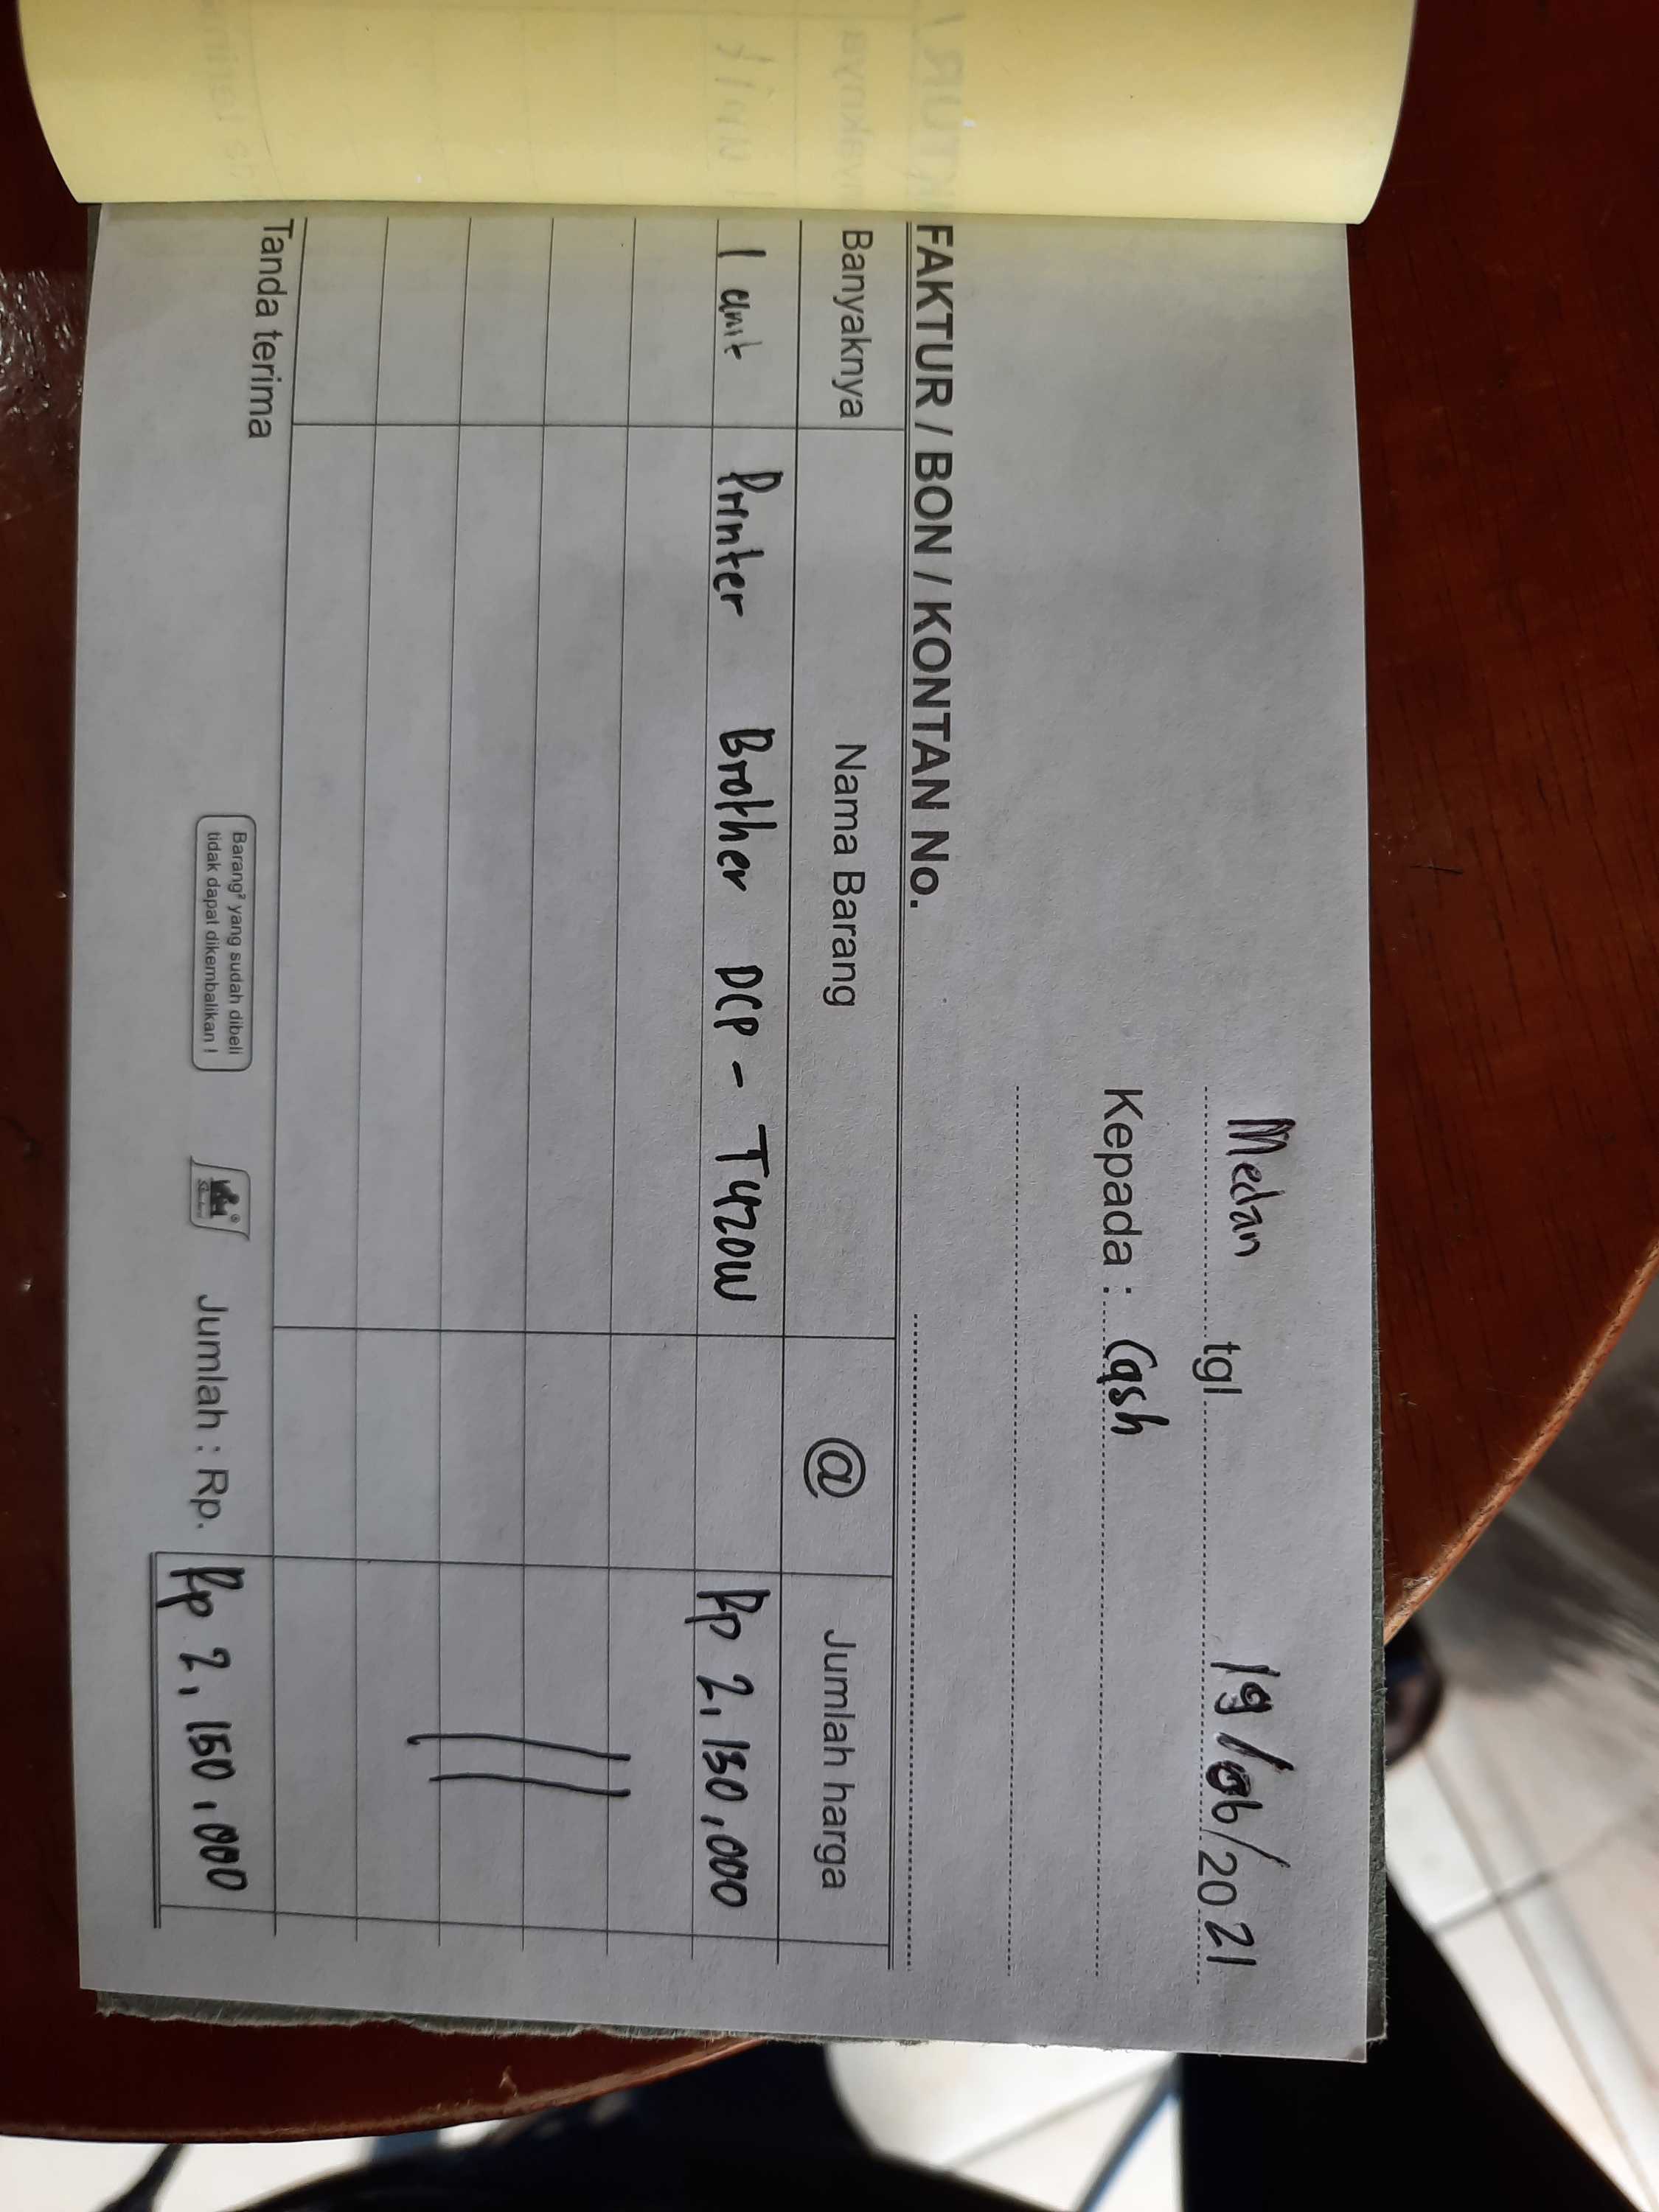 Medan tgl 19/06/2021
Kepada : Cash
FAKTUR / BON / KONTAN No.
Banyaknya Nama Barang @ Jumlah harga
1 unit Printer Brother DCP - T420W Rp 2,150,000
Tanda terima
Barang² yang sudah dibeli
tidak dapat dikembalikan !
Jumlah : Rp. Rp 2,150,000